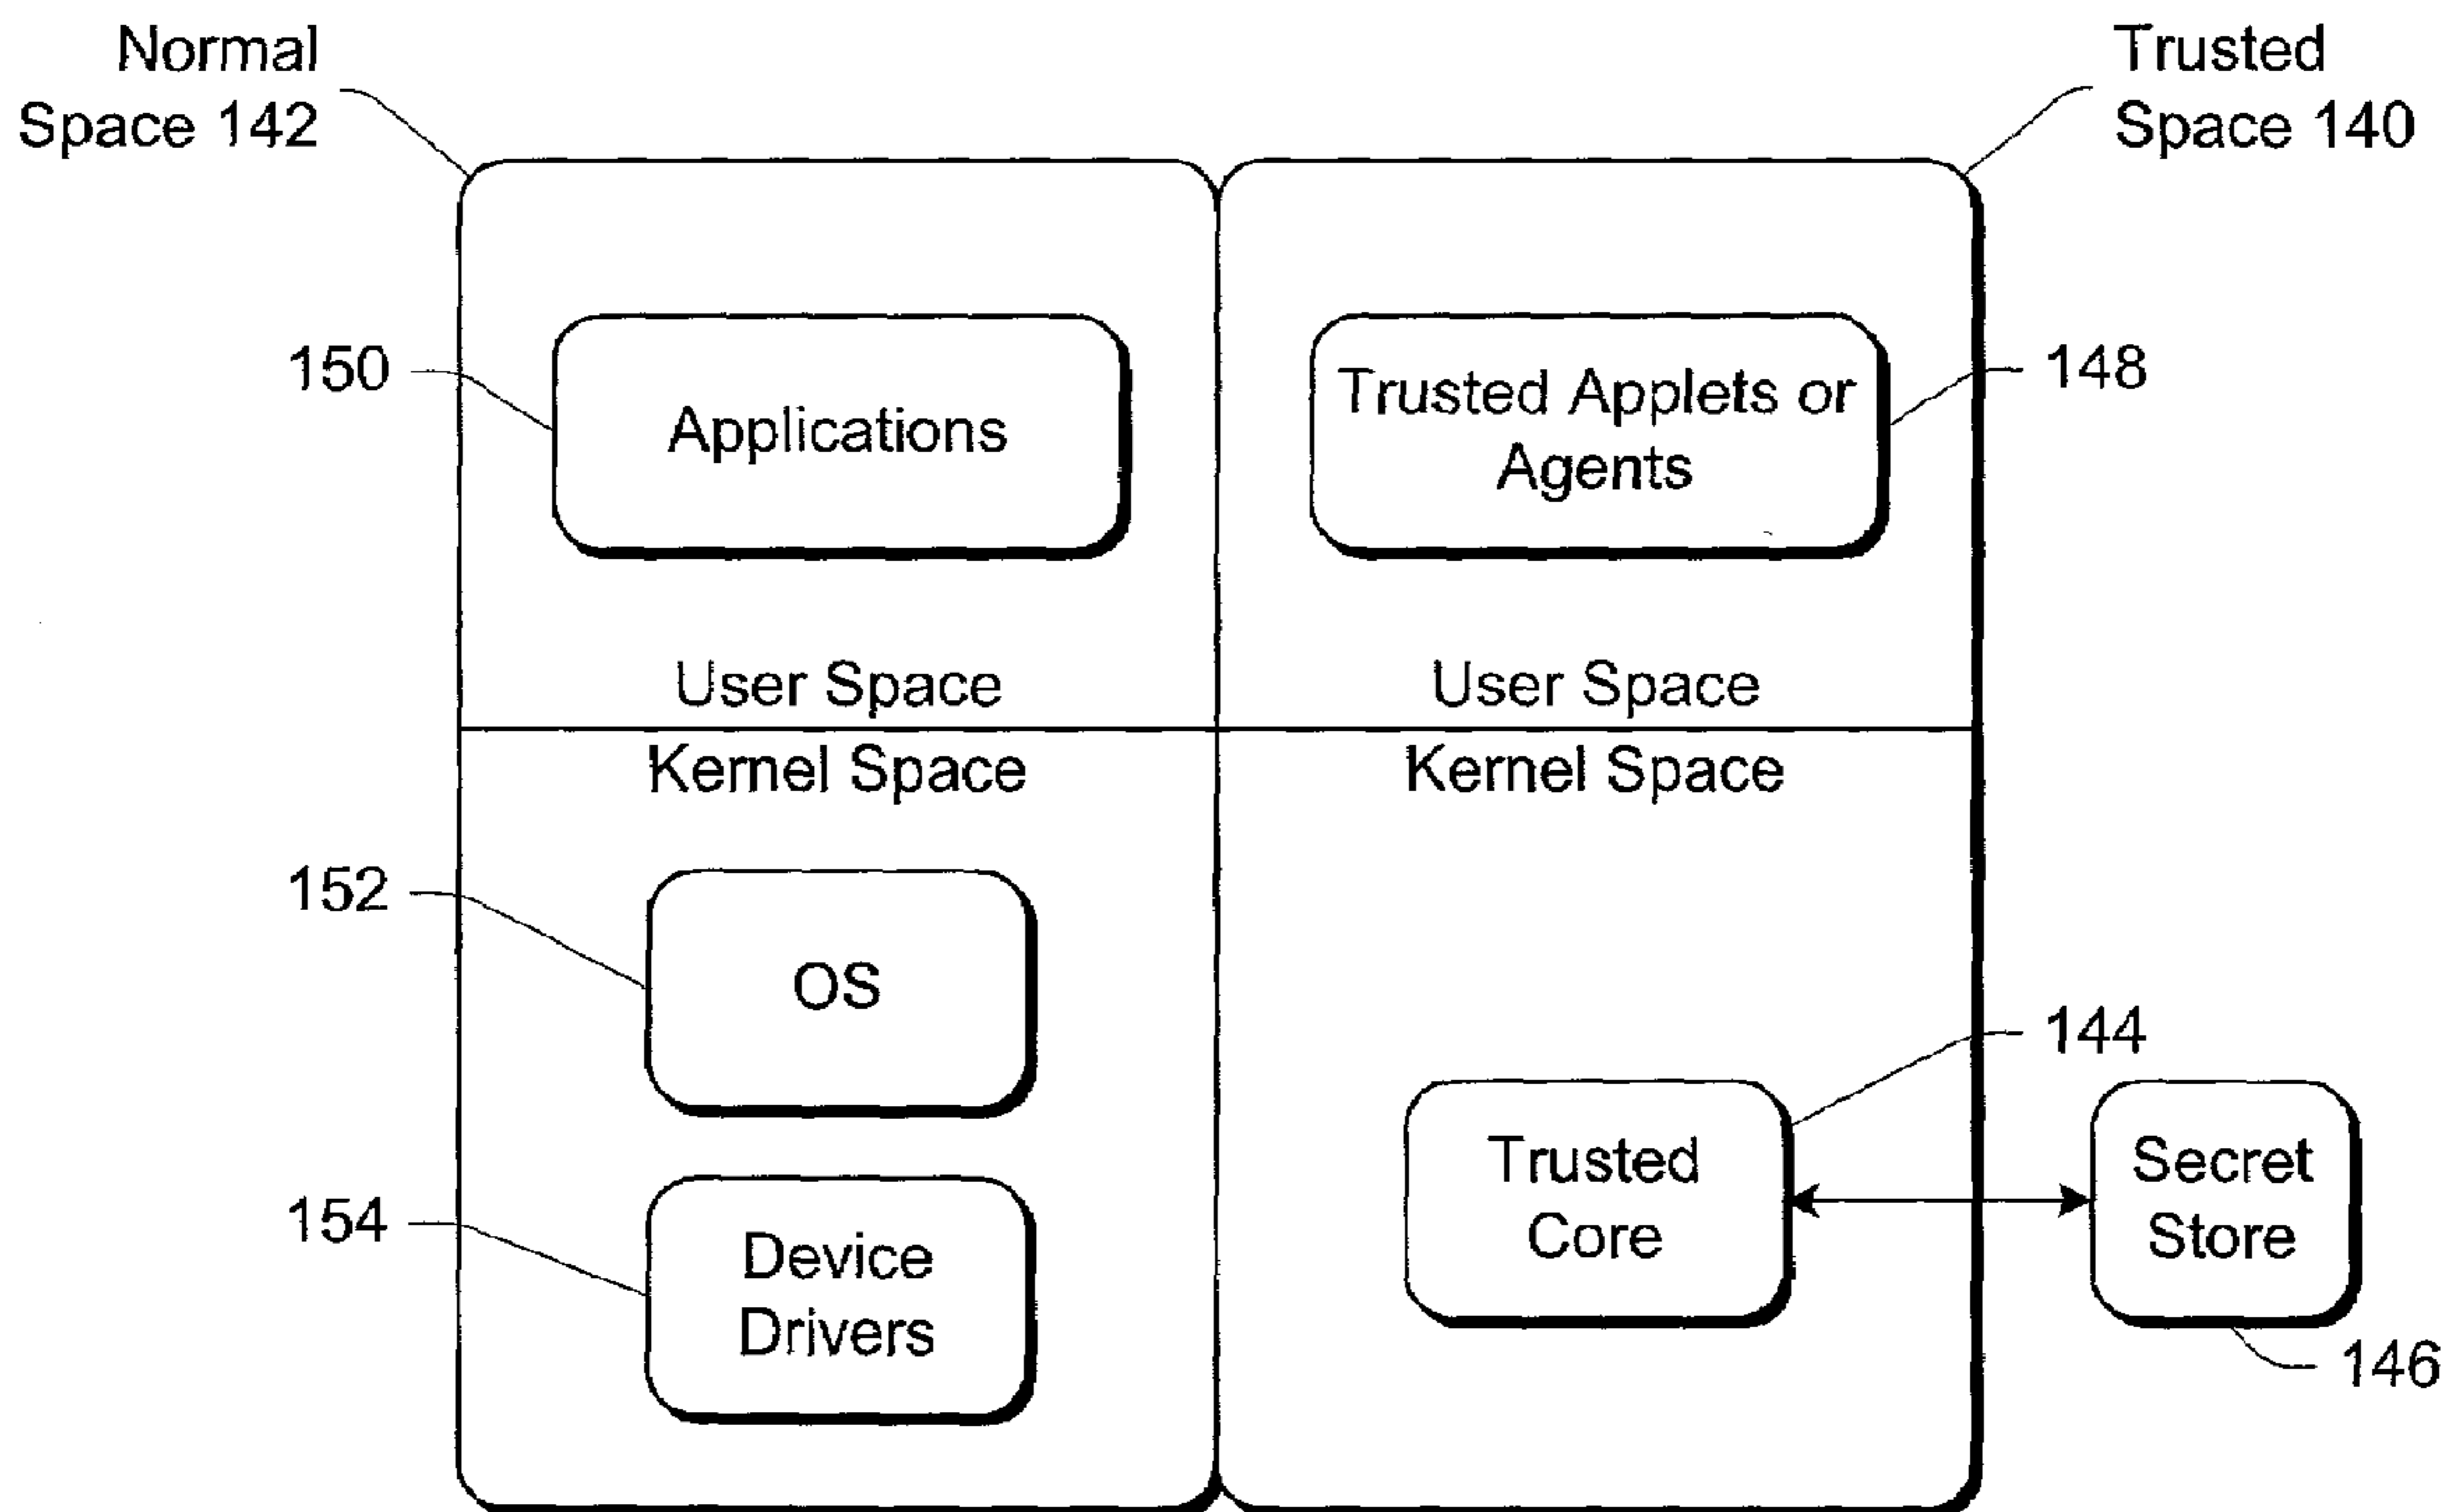 Normal
Space 142
Trusted
Space 140
150
Applications
Trusted Applets or
Agents
148
User Space
User Space
Kernel Space
Kernel Space
152
OS
144
Trusted
Core
Secret
Store
154
Device
Drivers
146